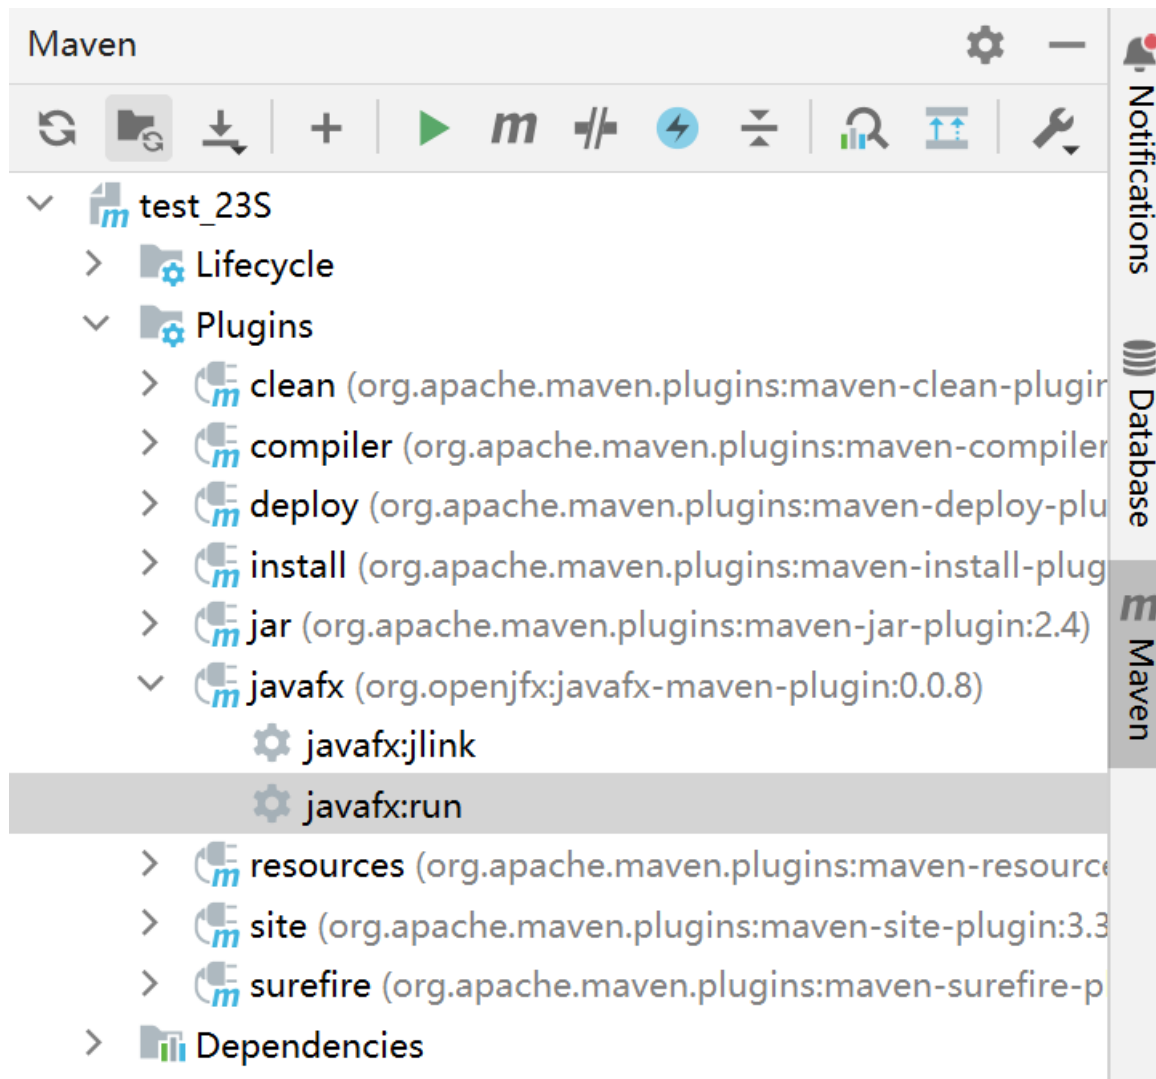 Maven
test_23S
Lifecycle
Plugins
clean (org.apache.maven.plugins:maven-clean-plugin
compiler (org.apache.maven.plugins:maven-compiler
deploy (org.apache.maven.plugins:maven-deploy-plu
install (org.apache.maven.plugins:maven-install-plug
jar (org.apache.maven.plugins:maven-jar-plugin:2.4)
javafx (org.openjfx:javafx-maven-plugin:0.0.8)
javafx:jlink
javafx:run
resources (org.apache.maven.plugins:maven-resource
site (org.apache.maven.plugins:maven-site-plugin:3.3
surefire (org.apache.maven.plugins:maven-surefire-p
Dependencies
Notifications
Database
Maven